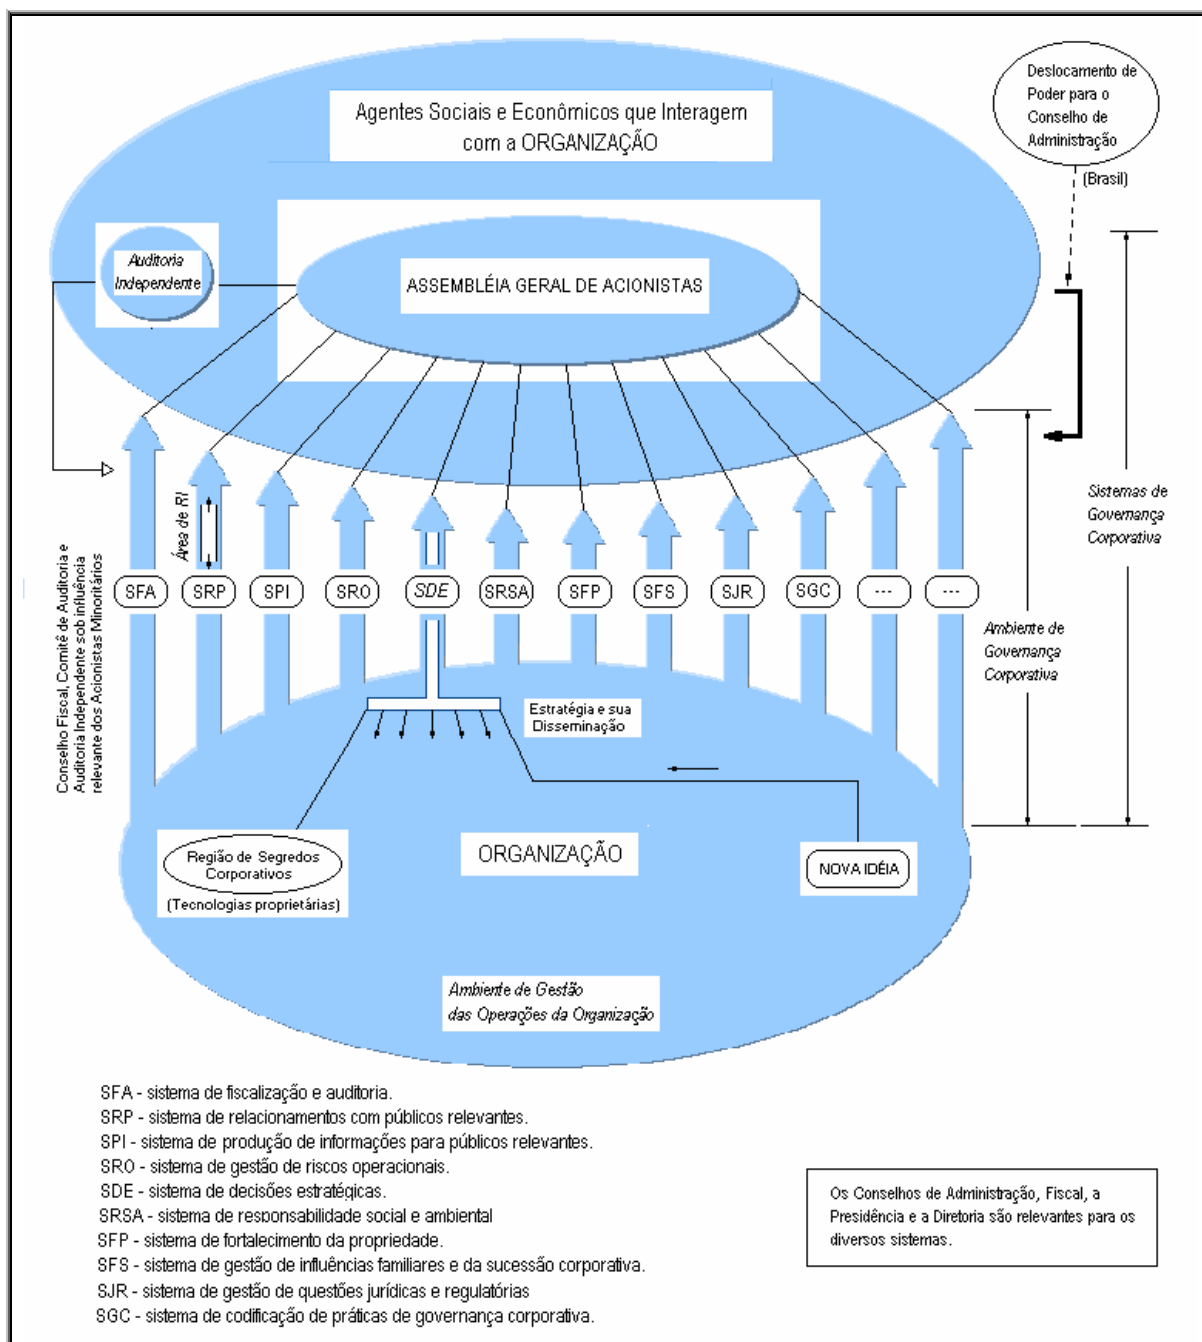 Deslocamento de
Poder para o
Conselho de
Administração
(Brasil)
Agentes Sociais e Econômicos que Interagem
com a ORGANIZAÇÃO
Auditoria
Independente
ASSEMBLÉIA GERAL DE ACIONISTAS
Sistemas de
Governança
Corporativa
Área de RI
Conselho Fiscal, Comitê de Auditoria e
Auditoria Independente sob influência
relevante dos Acionistas Minoritários
SFA SRP SPI SRO SDE SRSA SFP SFS SJR SGC --- ---
Ambiente de
Governança
Corporativa
Estratégia e sua
Disseminação
Região de Segredos
Corporativos
(Tecnologias proprietárias)
ORGANIZAÇÃO
NOVA IDÉIA
Ambiente de Gestão
das Operações da Organização
SFA - sistema de fiscalização e auditoria.
SRP - sistema de relacionamentos com públicos relevantes.
SPI - sistema de produção de informações para públicos relevantes.
SRO - sistema de gestão de riscos operacionais.
SDE - sistema de decisões estratégicas.
SRSA - sistema de responsabilidade social e ambiental
SFP - sistema de fortalecimento da propriedade.
SFS - sistema de gestão de influências familiares e da sucessão corporativa.
SJR - sistema de gestão de questões jurídicas e regulatórias
SGC - sistema de codificação de práticas de governança corporativa.
Os Conselhos de Administração, Fiscal, a
Presidência e a Diretoria são relevantes para os
diversos sistemas.